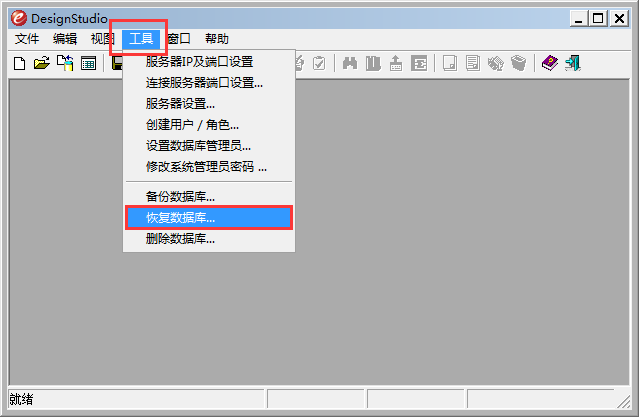 DesignStudio
文件 编辑 视图 工具 窗口 帮助
服务器IP及端口设置
连接服务器端口设置...
服务器设置...
创建用户 / 角色...
设置数据库管理员...
修改系统管理员密码 ...
备份数据库...
恢复数据库...
删除数据库...
就绪